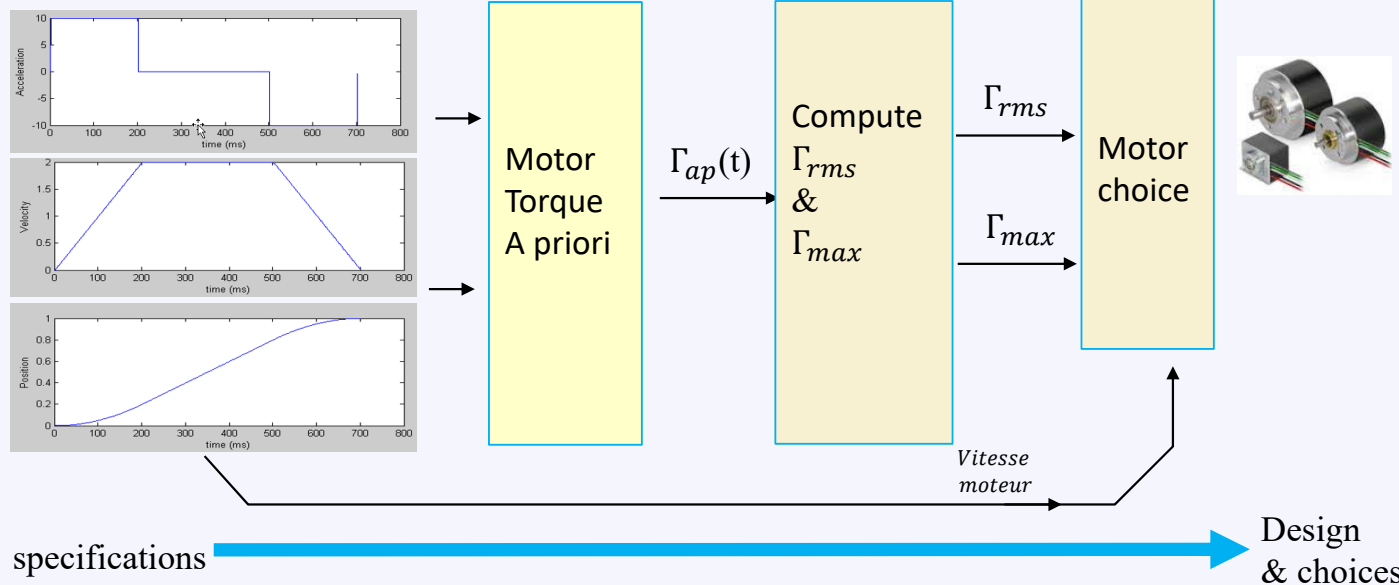 10
5
0
-5
-10
Acceleration
0 100 200 300 400 500 600 700 800
time (ms)
2
1.5
1
0.5
0
Velocity
0 100 200 300 400 500 600 700 800
time (ms)
1
0.8
0.6
0.4
0.2
0
Position
0 100 200 300 400 500 600 700 800
time (ms)
Motor
Torque
A priori
Γap(t)
Compute
Γrms
&
Γmax
Γrms
Γmax
Motor
choice
Vitesse
moteur
specifications
Design
& choices